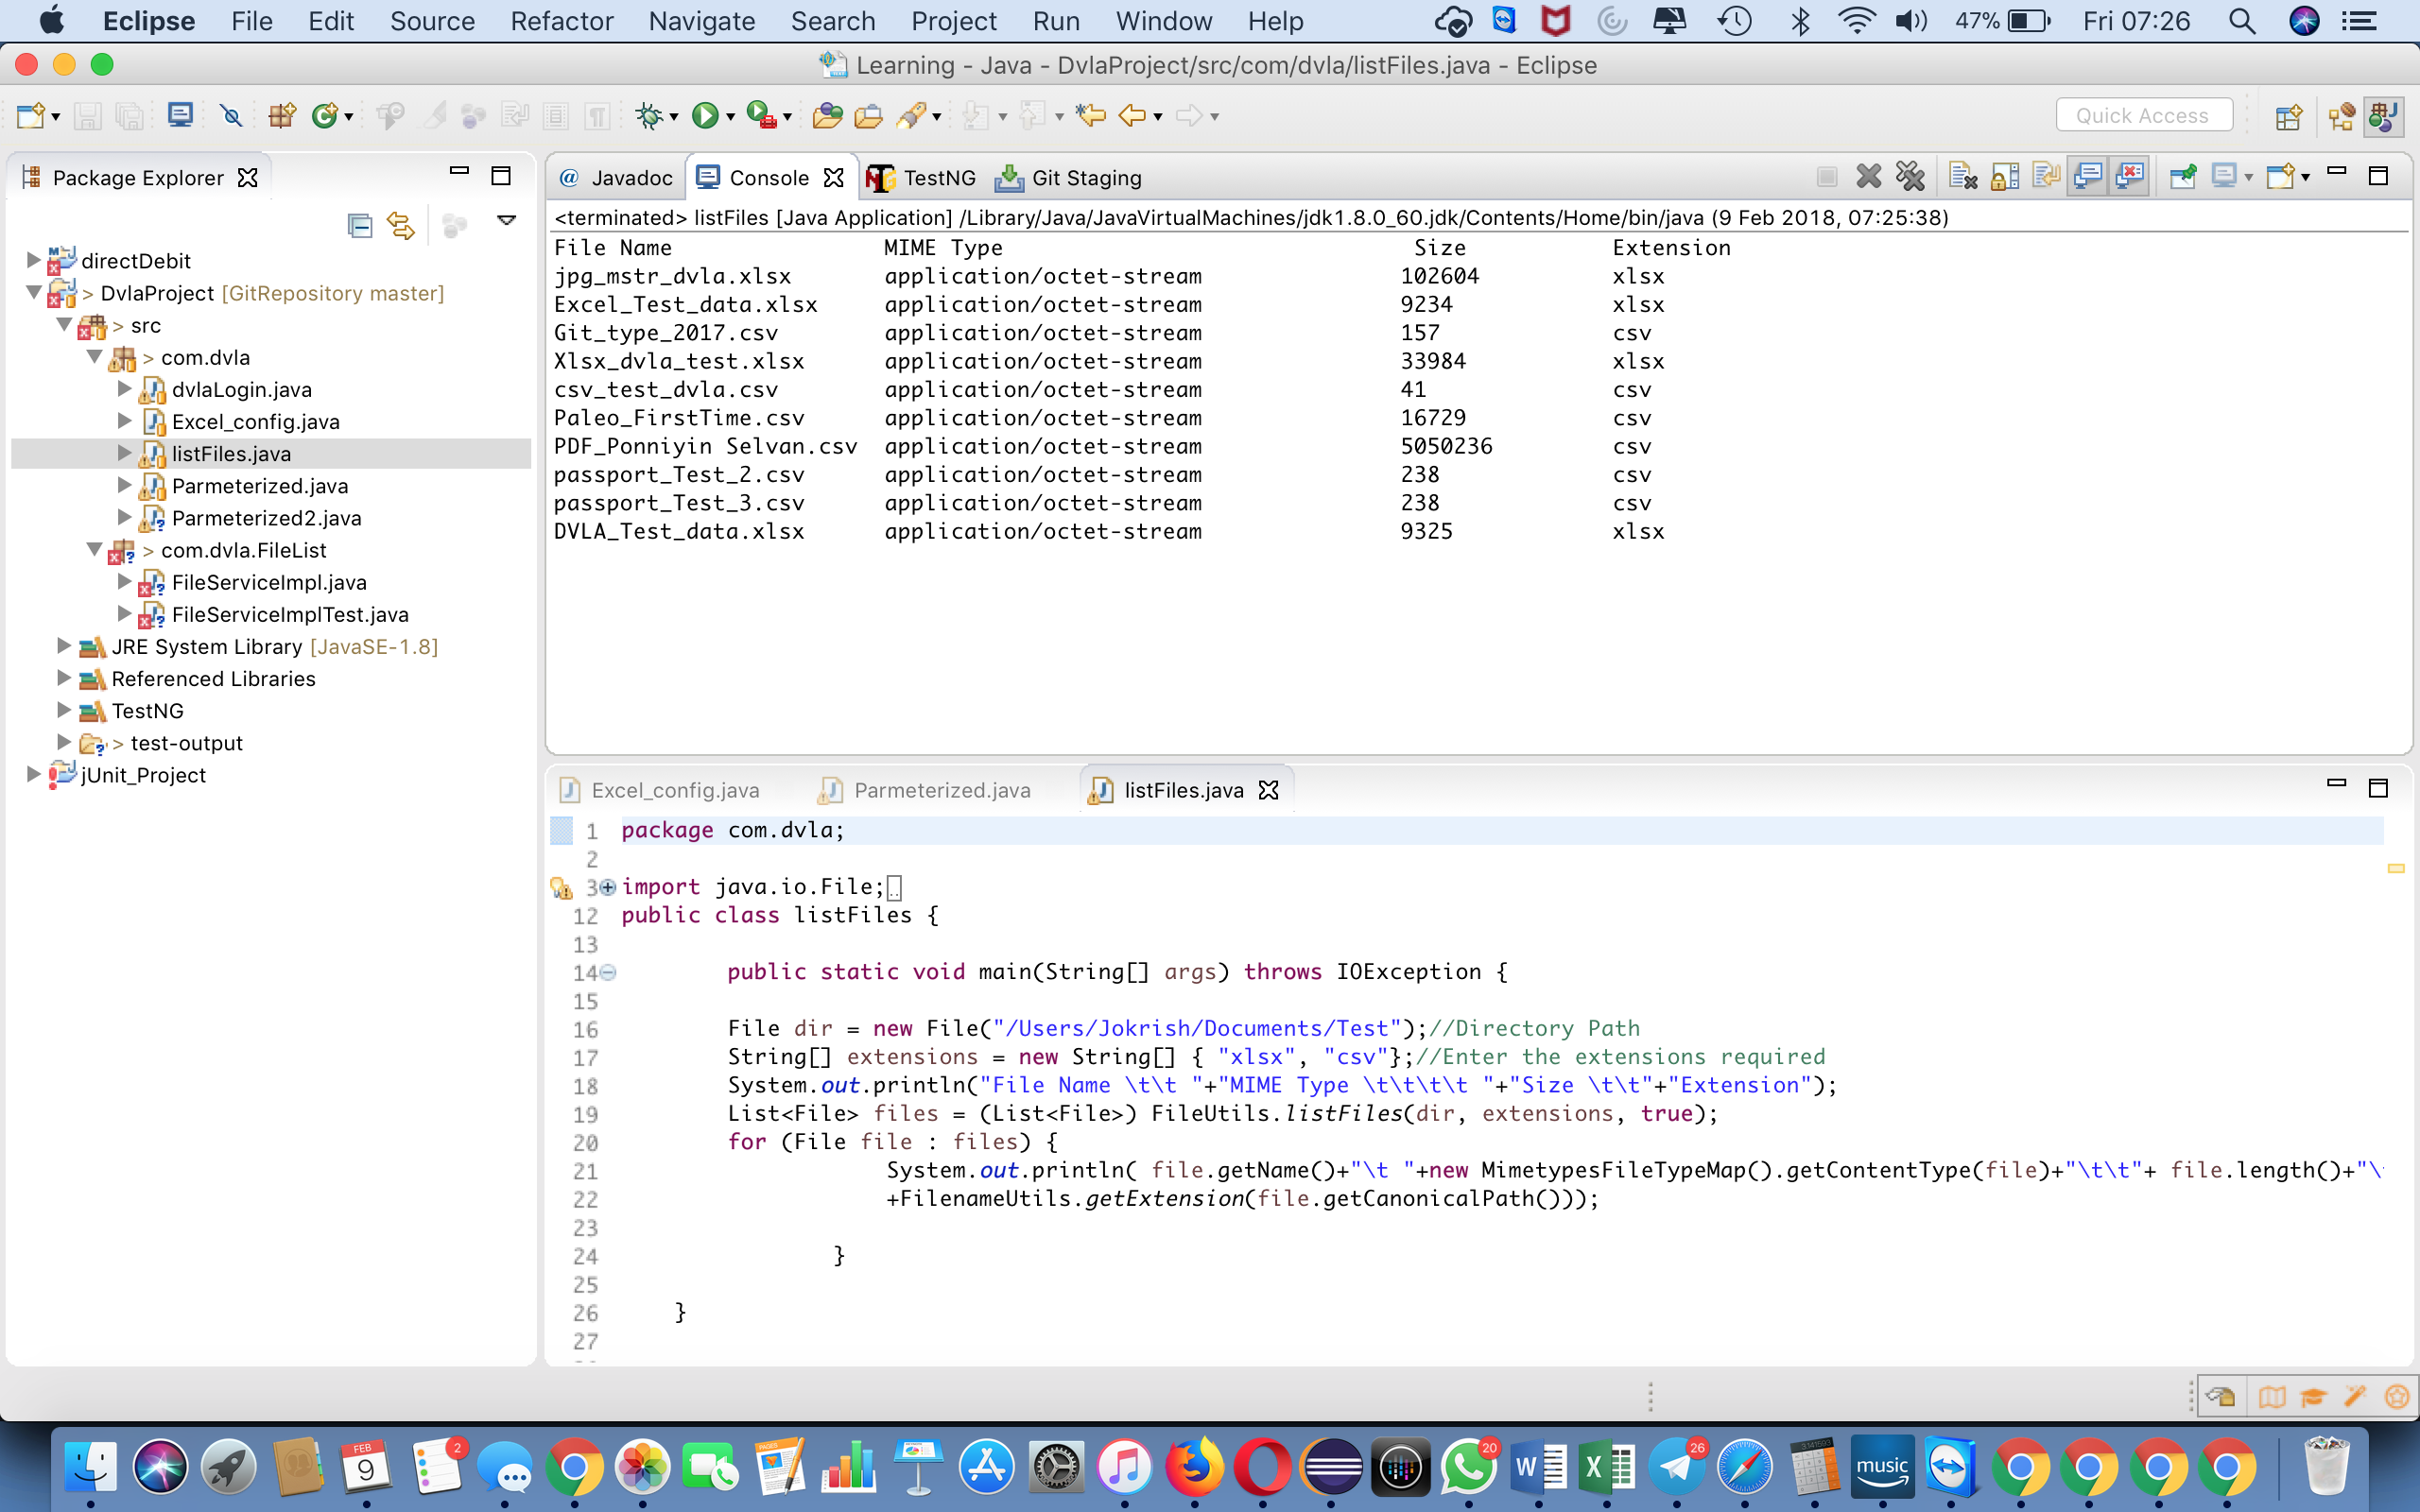 Eclipse File Edit Source Refactor Navigate Search Project Run Window Help 47% Fri 07:26
Learning - Java - DvlaProject/src/com/dvla/listFiles.java - Eclipse
Quick Access
Package Explorer
directDebit
> DvlaProject [GitRepository master]
> src
> com.dvla
dvlaLogin.java
Excel_config.java
listFiles.java
Parmeterized.java
Parmeterized2.java
> com.dvla.FileList
FileServiceImpl.java
FileServiceImplTest.java
JRE System Library [JavaSE-1.8]
Referenced Libraries
TestNG
> test-output
jUnit_Project
@ Javadoc Console TestNG Git Staging
<terminated> listFiles [Java Application] /Library/Java/JavaVirtualMachines/jdk1.8.0_60.jdk/Contents/Home/bin/java (9 Feb 2018, 07:25:38)
File Name MIME Type Size Extension
jpg_mstr_dvla.xlsx application/octet-stream 102604 xlsx
Excel_Test_data.xlsx application/octet-stream 9234 xlsx
Git_type_2017.csv application/octet-stream 157 csv
Xlsx_dvla_test.xlsx application/octet-stream 33984 xlsx
csv_test_dvla.csv application/octet-stream 41 csv
Paleo_FirstTime.csv application/octet-stream 16729 csv
PDF_Ponniyin Selvan.csv application/octet-stream 5050236 csv
passport_Test_2.csv application/octet-stream 238 csv
passport_Test_3.csv application/octet-stream 238 csv
DVLA_Test_data.xlsx application/octet-stream 9325 xlsx
Excel_config.java Parmeterized.java listFiles.java
1 package com.dvla;
2
3 import java.io.File;
12 public class listFiles {
13
14 public static void main(String[] args) throws IOException {
15
16 File dir = new File("/Users/Jokrish/Documents/Test");//Directory Path
17 String[] extensions = new String[] { "xlsx", "csv"};//Enter the extensions required
18 System.out.println("File Name \t\t "+"MIME Type \t\t\t\t "+"Size \t\t"+"Extension");
19 List<File> files = (List<File>) FileUtils.listFiles(dir, extensions, true);
20 for (File file : files) {
21 System.out.println( file.getName()+"\t "+new MimetypesFileTypeMap().getContentType(file)+"\t\t"+ file.length()+"\
22 +FilenameUtils.getExtension(file.getCanonicalPath()));
23
24 }
25
26 }
27
FEB
9
2
PAGES
20
W
X
26
music